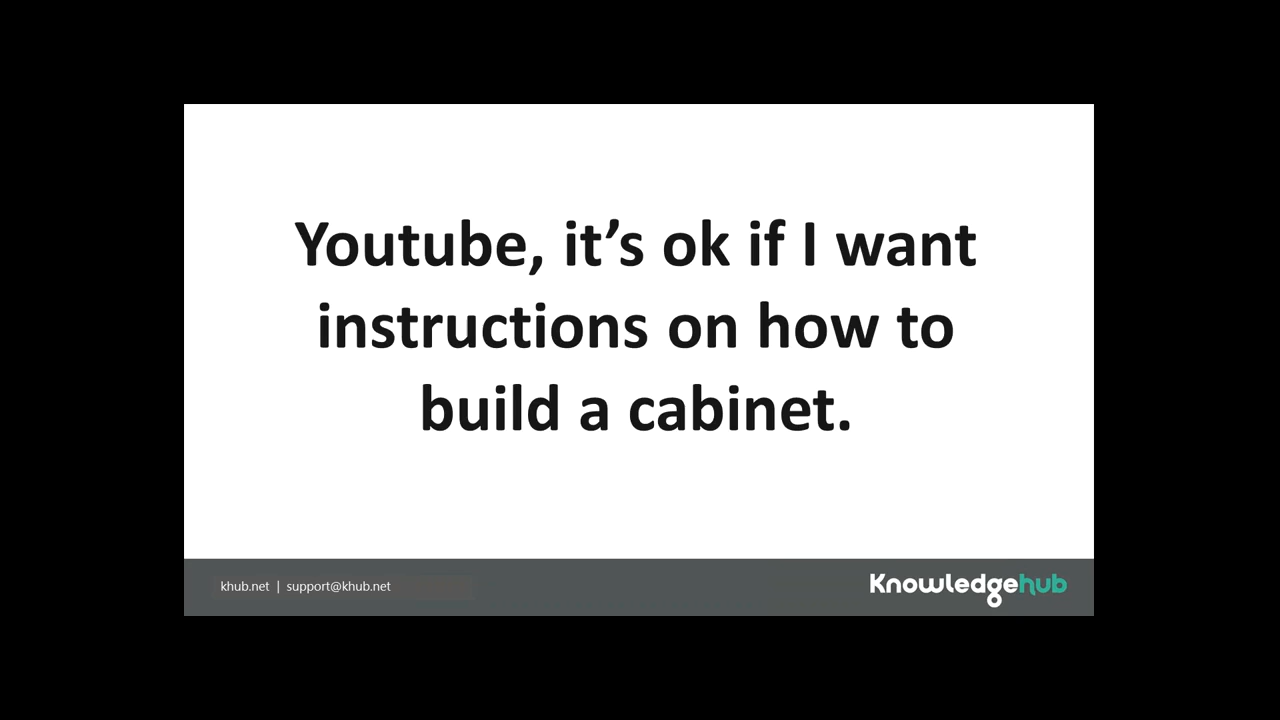 Youtube, it’s ok if I want
instructions on how to
build a cabinet.
khub.net | support@khub.net
Knowledgehub